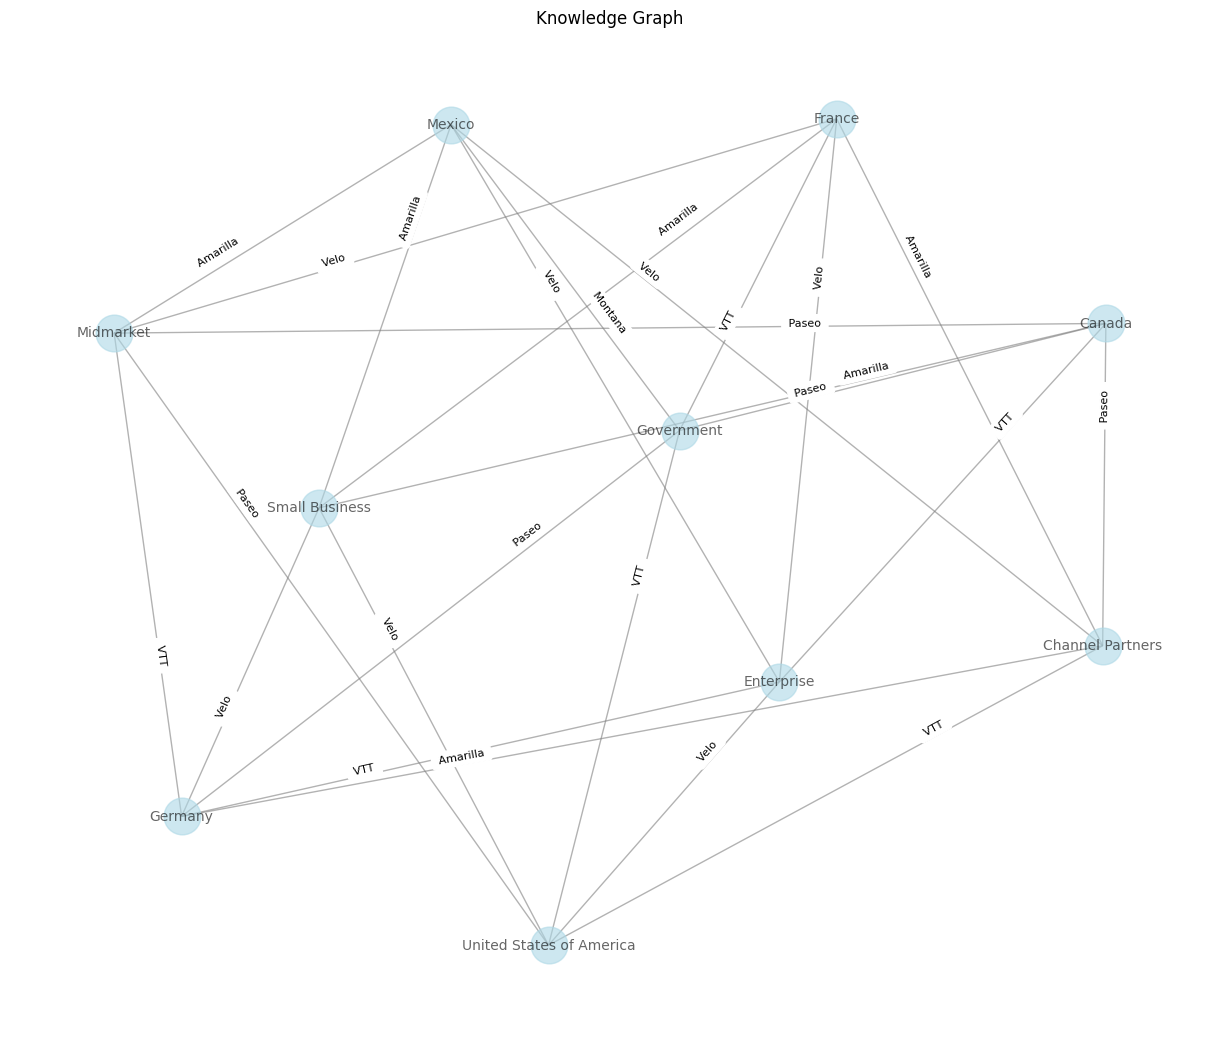 Knowledge Graph
Mexico
France
Amarilla
Amarilla
Amarilla
Velo
Amarilla
Velo
Velo
Velo
Montana
VTT
Midmarket
Paseo
Canada
Amarilla
Paseo
Paseo
VTT
Government
Small Business
Paseo
Paseo
VTT
Velo
VTT
Channel Partners
Enterprise
Velo
VTT
Velo
Amarilla
VTT
Germany
United States of America